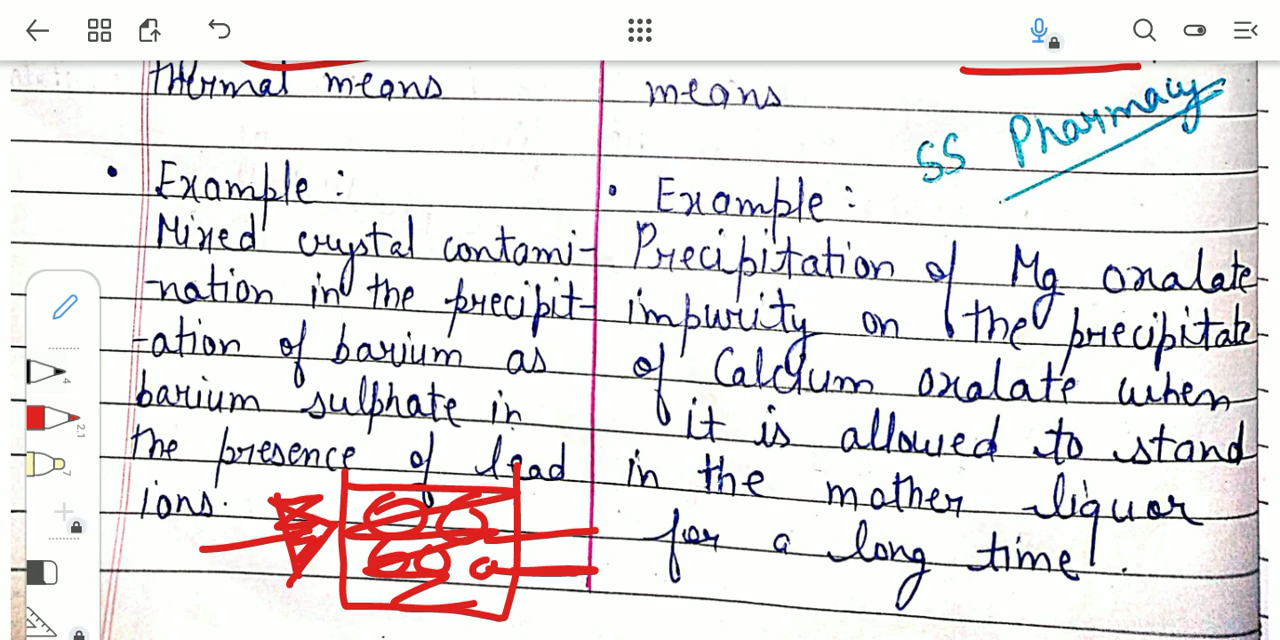 thermal means
• Example :
Mixed crystal contami-
-nation in the precipit-
-ation of barium as
barium sulphate in
the presence of lead
ions.
means
SS Pharmacy
• Example :
Precipitation of Mg oxalate
impurity on the precipitate
of Calcium oxalate when
it is allowed to stand
in the mother liquor
for a long time.